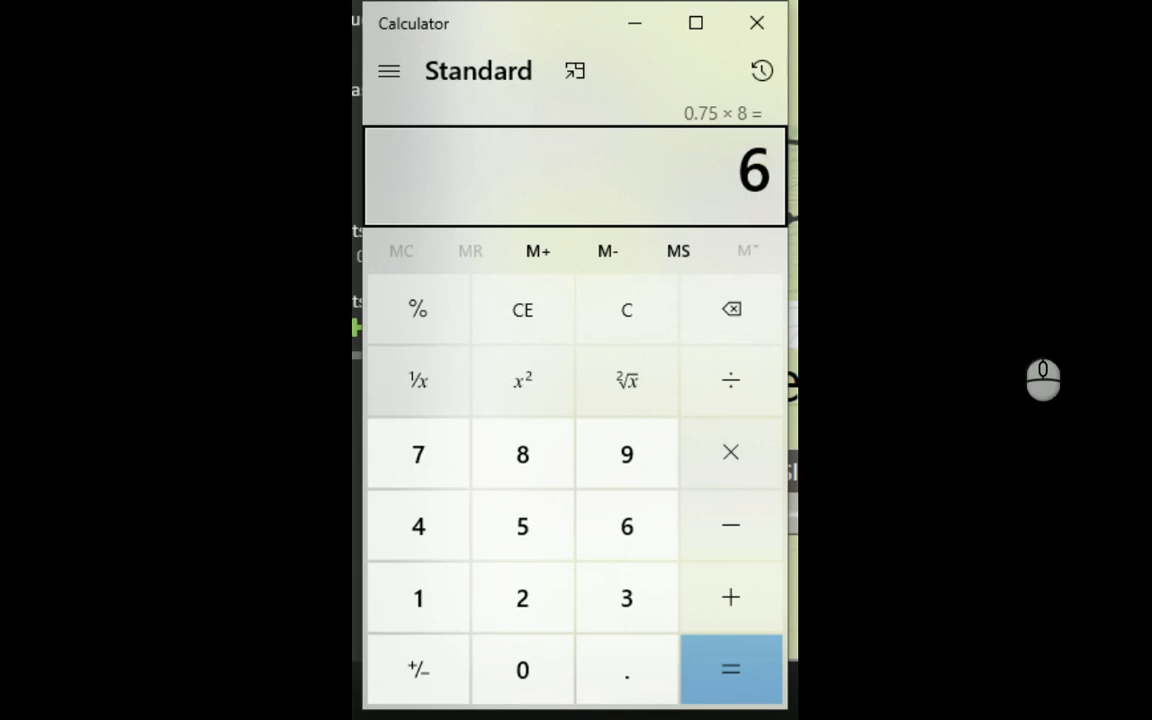 Calculator
Standard
0.75 × 8 =
6
MC MR M+ M- MS M˅
% CE C
¹/x x² ²√x ÷
7 8 9 ×
4 5 6 −
1 2 3 +
+/− 0 . =